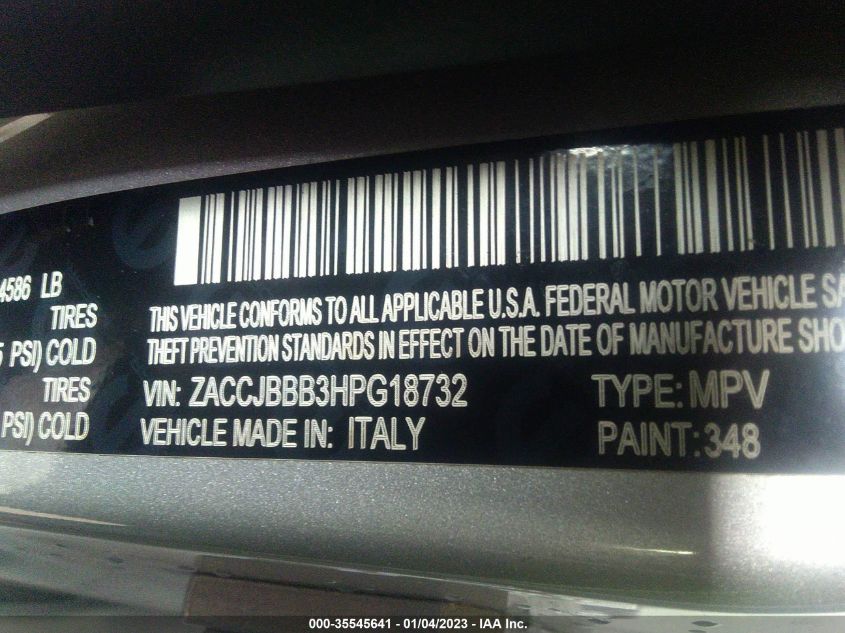 4586 LB
TIRES
PSI) COLD
TIRES
PSI) COLD
THIS VEHICLE CONFORMS TO ALL APPLICABLE U.S.A. FEDERAL MOTOR VEHICLE SA
THEFT PREVENTION STANDARDS IN EFFECT ON THE DATE OF MANUFACTURE SHO
VIN: ZACCJBBB3HPG18732 TYPE: MPV
VEHICLE MADE IN: ITALY PAINT: 348
000-35545641 - 01/04/2023 - IAA Inc.